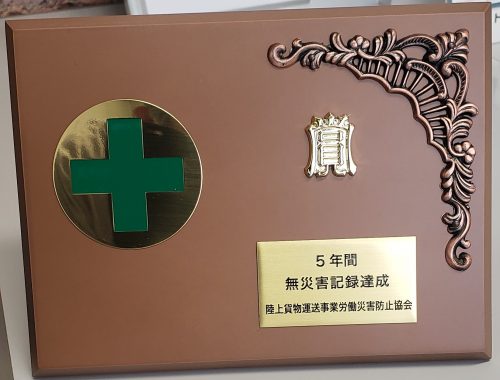 賞
5年間
無災害記録達成
陸上貨物運送事業労働災害防止協会